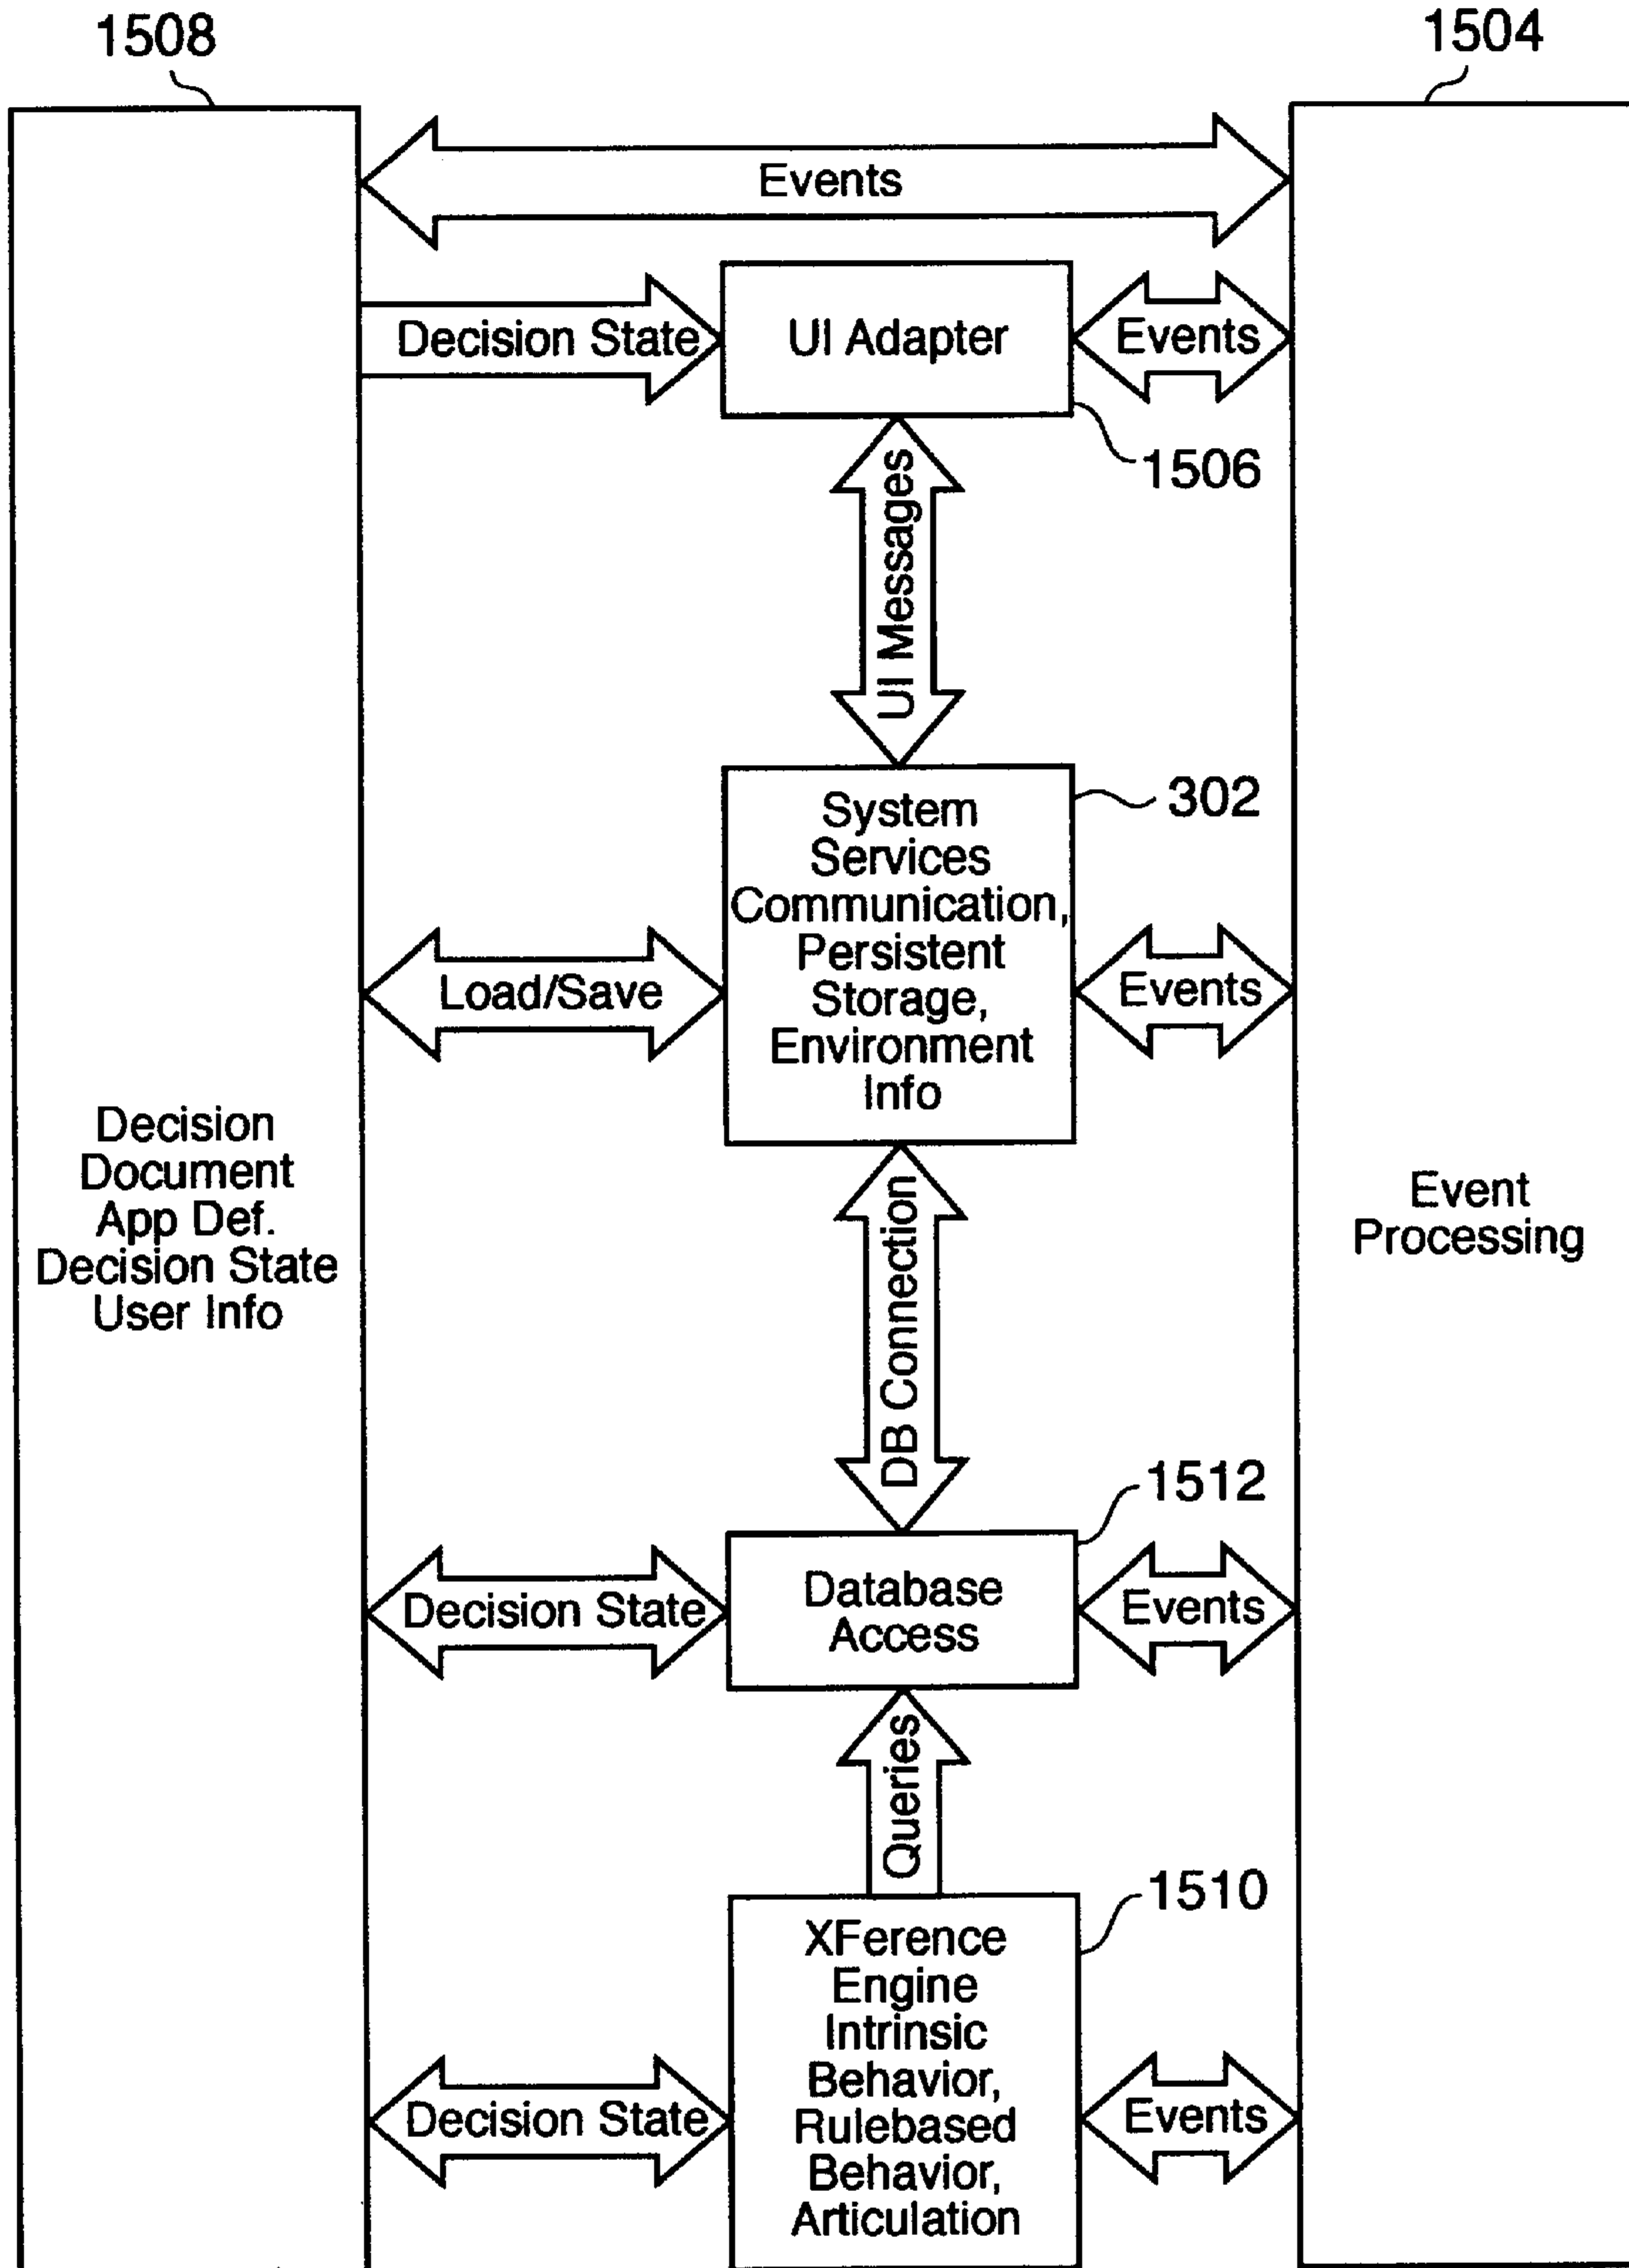 1508
1504
Events
Decision State
UI Adapter
Events
1506
UI Messages
System
Services
Communication,
Persistent
Storage,
Environment
Info
302
Load/Save
Events
Decision
Document
App Def.
Decision State
User Info
Event
Processing
DB Connection
1512
Decision State
Database
Access
Events
Queries
1510
XFerence
Engine
Intrinsic
Behavior,
Rulebased
Behavior,
Articulation
Decision State
Events